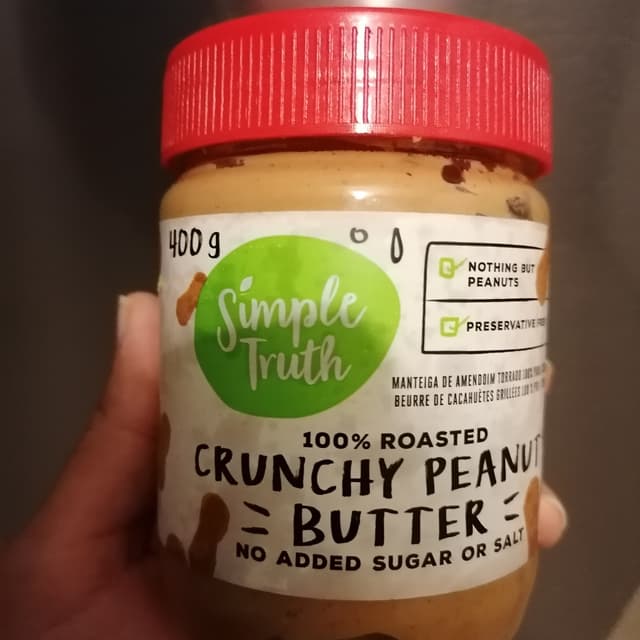 400g
Simple
Truth
NOTHING BUT
PEANUTS
PRESERVATIVE
MANTEIGA DE AMENDOIM TORRADO 100%
BEURRE DE CACAHUÈTES GRILLÉES
100% ROASTED
CRUNCHY PEANUT
BUTTER
NO ADDED SUGAR OR SALT